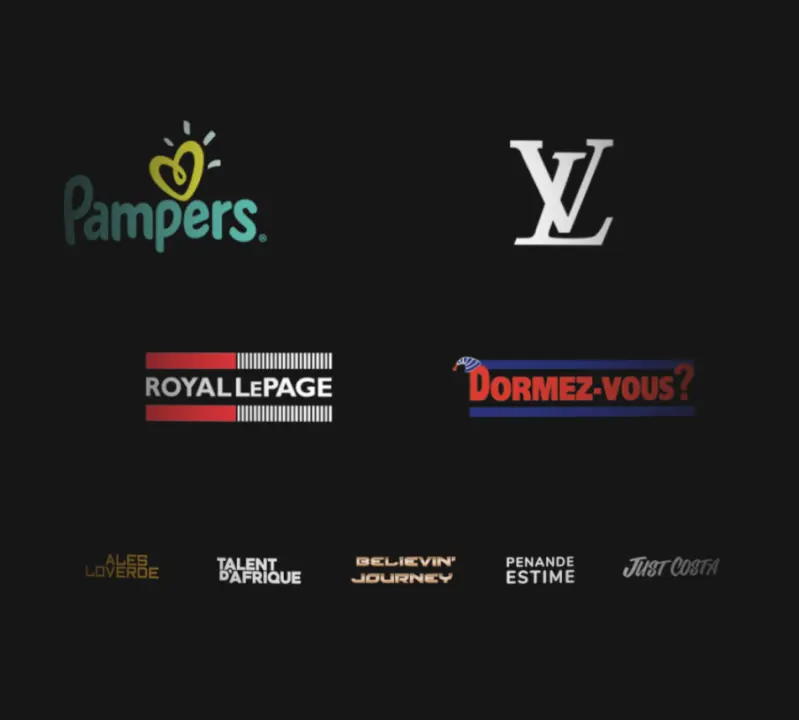 Pampers®
LV
ROYAL LEPAGE
DORMEZ-VOUS?
ALES
LOVERDE
TALENT
D'AFRIQUE
BELIEVIN'
JOURNEY
PENANDE
ESTIME
JUST COSTA